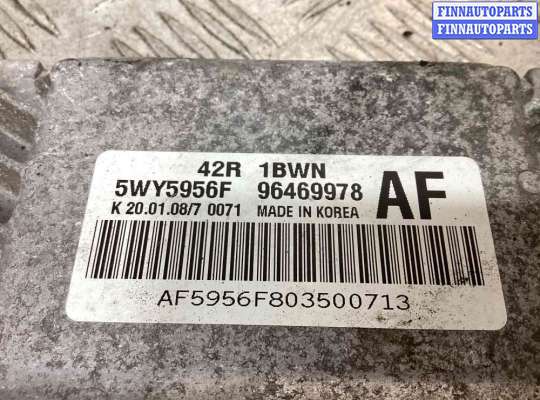 FINNAUTOPARTS
FINNAUTOPARTS
42R 1BWN
5WY5956F 96469978 AF
K 20.01.08/7 0071 MADE IN KOREA
AF5956F803500713